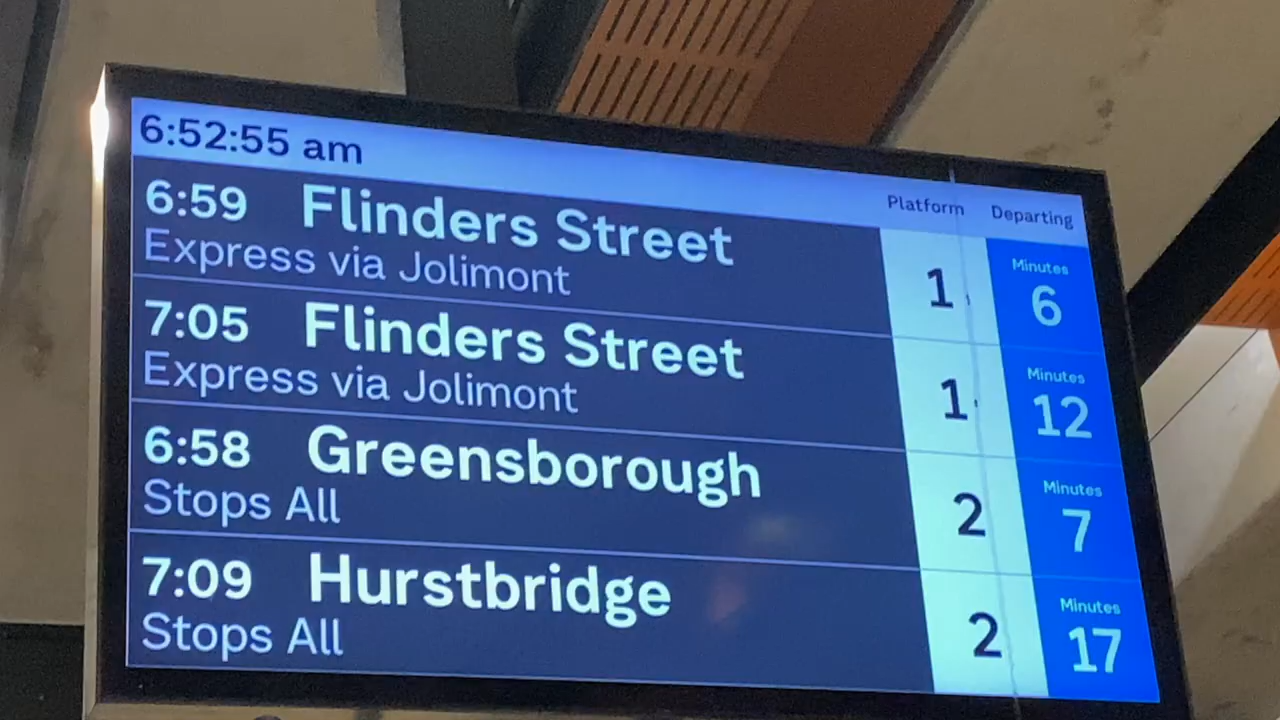 6:52:55 am
Platform Departing
6:59 Flinders Street 1 Minutes 6
Express via Jolimont
7:05 Flinders Street 1 Minutes 12
Express via Jolimont
6:58 Greensborough 2 Minutes 7
Stops All
7:09 Hurstbridge 2 Minutes 17
Stops All